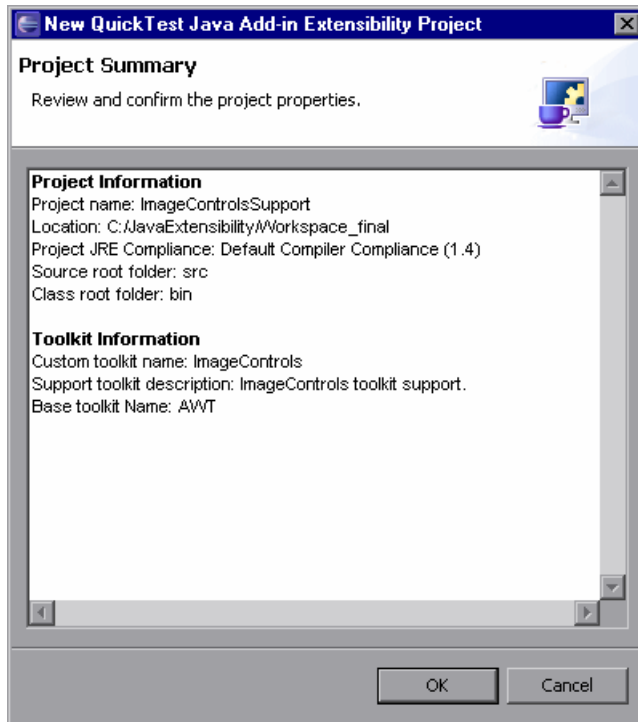 New QuickTest Java Add-in Extensibility Project
Project Summary
Review and confirm the project properties.
Project Information
Project name: ImageControlsSupport
Location: C:/JavaExtensibility/Workspace_final
Project JRE Compliance: Default Compiler Compliance (1.4)
Source root folder: src
Class root folder: bin
Toolkit Information
Custom toolkit name: ImageControls
Support toolkit description: ImageControls toolkit support.
Base toolkit Name: AWT
OK
Cancel